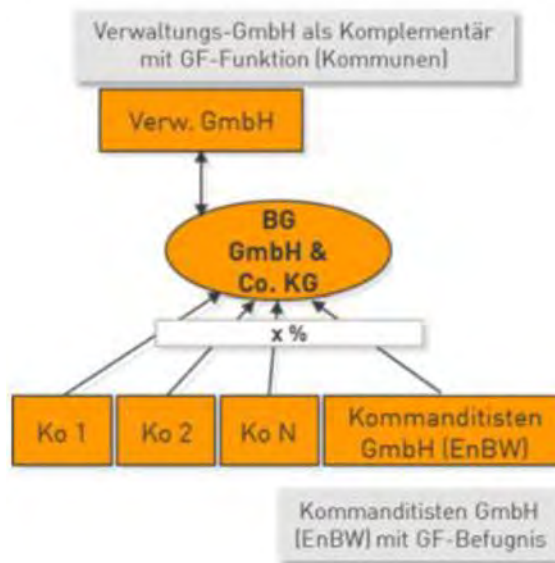 Verwaltungs-GmbH als Komplementär
mit GF-Funktion (Kommunen)
Verw. GmbH
BG
GmbH &
Co. KG
x %
Ko 1
Ko 2
Ko N
Kommanditisten
GmbH (EnBW)
Kommanditisten GmbH
(EnBW) mit GF-Befugnis